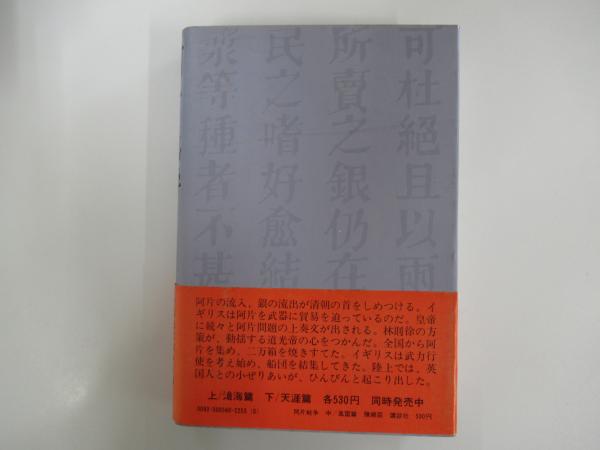 可杜絕且以雨
所賣之銀仍在
民之嗜好愈結
等種者不甚
阿片の流入、銀の流出が清朝の首をしめつける。イ
ギリスは阿片を武器に貿易を迫っているのだ。皇帝
に続々と阿片問題の上奏文が出される。林則徐の方
策が、動揺する道光帝の心をつかんだ。全国から阿
片を集め、二万箱を焼きすてた。イギリスは武力行
使を考え始め、船団を結集してきた。陸上では、英
国人との小ぜりあいが、ひんぴんと起こり出した。
上/滄海篇 下/天涯篇 各530円 同時発売中
阿片戦争 中/風雷篇 陳舜臣 講談社 530円